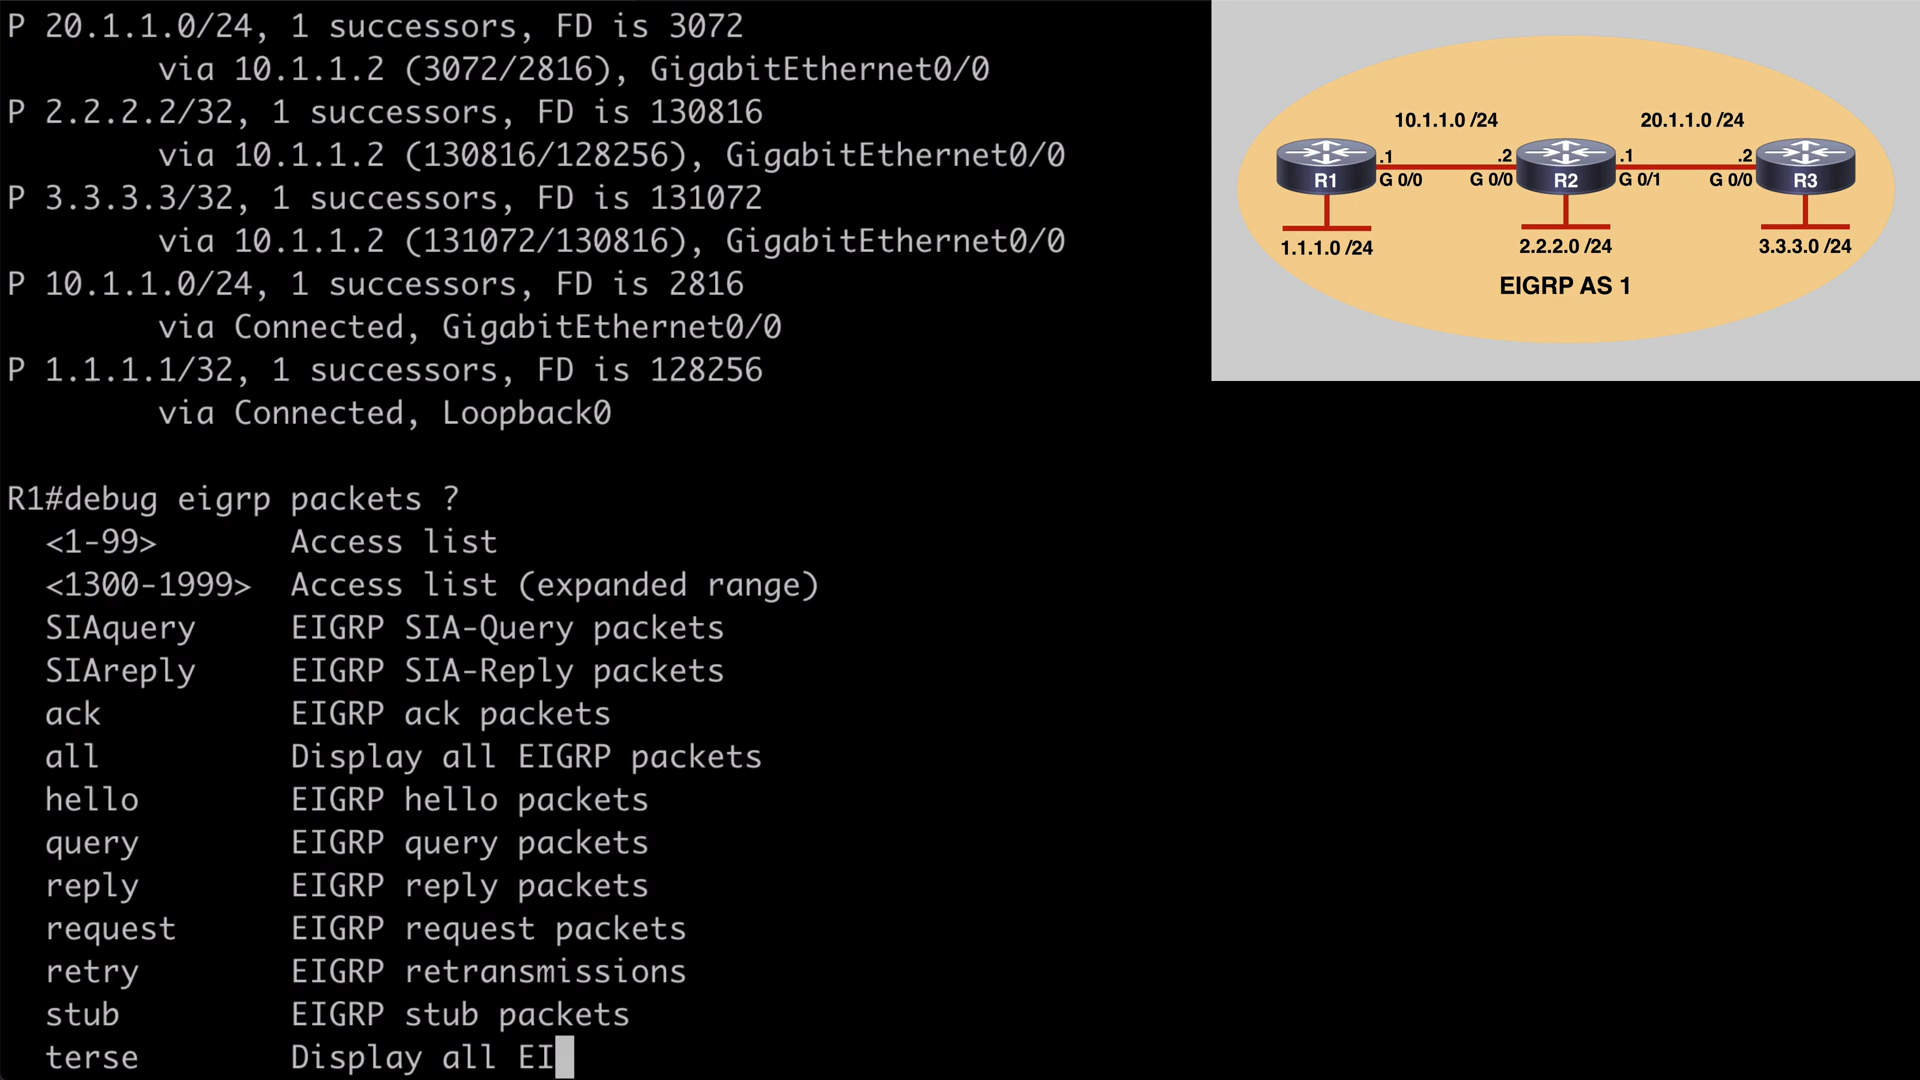 P 20.1.1.0/24, 1 successors, FD is 3072
        via 10.1.1.2 (3072/2816), GigabitEthernet0/0
P 2.2.2.2/32, 1 successors, FD is 130816
        via 10.1.1.2 (130816/128256), GigabitEthernet0/0
P 3.3.3.3/32, 1 successors, FD is 131072
        via 10.1.1.2 (131072/130816), GigabitEthernet0/0
P 10.1.1.0/24, 1 successors, FD is 2816
        via Connected, GigabitEthernet0/0
P 1.1.1.1/32, 1 successors, FD is 128256
        via Connected, Loopback0
R1#debug eigrp packets ?
  <1-99>       Access list
  <1300-1999>  Access list (expanded range)
  SIAquery     EIGRP SIA-Query packets
  SIAreply     EIGRP SIA-Reply packets
  ack          EIGRP ack packets
  all          Display all EIGRP packets
  hello        EIGRP hello packets
  query        EIGRP query packets
  reply        EIGRP reply packets
  request      EIGRP request packets
  retry        EIGRP retransmissions
  stub         EIGRP stub packets
  terse        Display all EI
10.1.1.0 /24 20.1.1.0 /24
.1 .2 .1 .2
R1 G 0/0 G 0/0 R2 G 0/1 G 0/0 R3
1.1.1.0 /24 2.2.2.0 /24 3.3.3.0 /24
EIGRP AS 1